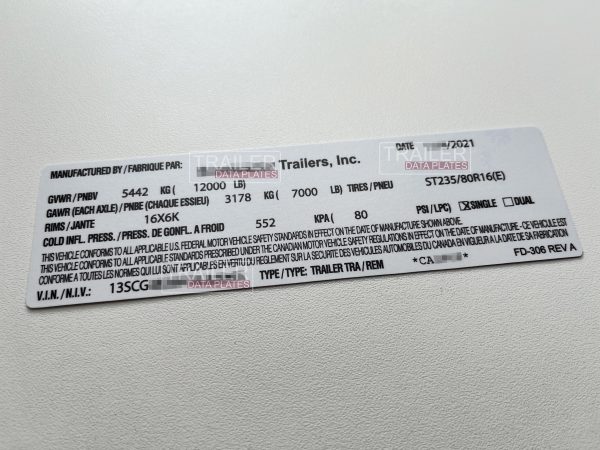 MANUFACTURED BY / FABRIQUE PAR: Trailers, Inc. DATE /2021
TRAILER DATA PLATES
TRAILER DATA PLATES
GVWR / PNBV 5442 KG ( 12000 LB)
GAWR (EACH AXLE) / PNBE (CHAQUE ESSIEU) 3178 KG ( 7000 LB) TIRES / PNEU ST235/80R16(E)
RIMS / JANTE 16X6K
COLD INFL. PRESS. / PRESS. DE GONFL. A FROID 552 KPA ( 80 PSI / LPC) ☒SINGLE ☐DUAL
THIS VEHICLE CONFORMS TO ALL APPLICABLE U.S. FEDERAL MOTOR VEHICLE SAFETY STANDARDS IN EFFECT ON THE DATE OF MANUFACTURE SHOWN ABOVE.
THIS VEHICLE CONFORMS TO ALL APPLICABLE STANDARDS PRESCRIBED UNDER THE CANADIAN MOTOR VEHICLE SAFETY REGULATIONS IN EFFECT ON THE DATE OF MANUFACTURE - CE VEHICULE EST
CONFORME A TOUTES LES NORMES QUI LUI SONT APPLICABLES EN VERTU DU REGLEMENT SUR LA SECURITE DES VEHICULES AUTOMOBILES DU CANADA EN VIGUEUR A LA DATE DE SA FABRICATION
V.I.N. / N.I.V.: 13SCG TYPE / TYPE: TRAILER TRA / REM *CA * FD-306 REV A
TRAILER DATA PLATES